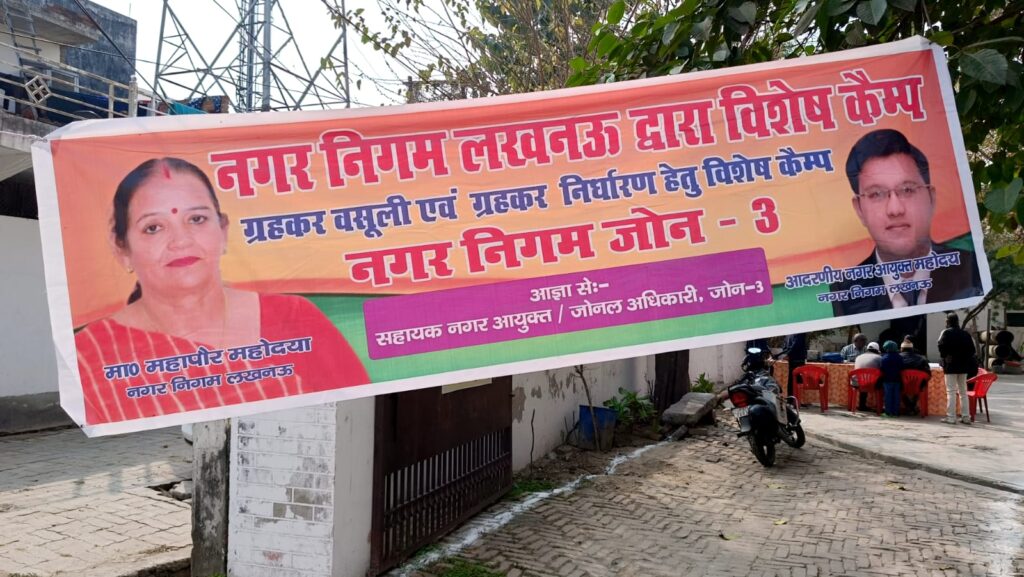 नगर निगम लखनऊ द्वारा विशेष कैम्प
ग्रहकर वसूली एवं ग्रहकर निर्धारण हेतु विशेष कैम्प
नगर निगम जोन - 3
आज्ञा से:-
सहायक नगर आयुक्त / जोनल अधिकारी, जोन-3
मा0 महापौर महोदया
नगर निगम लखनऊ
आदरणीय नगर आयुक्त महोदय
नगर निगम लखनऊ